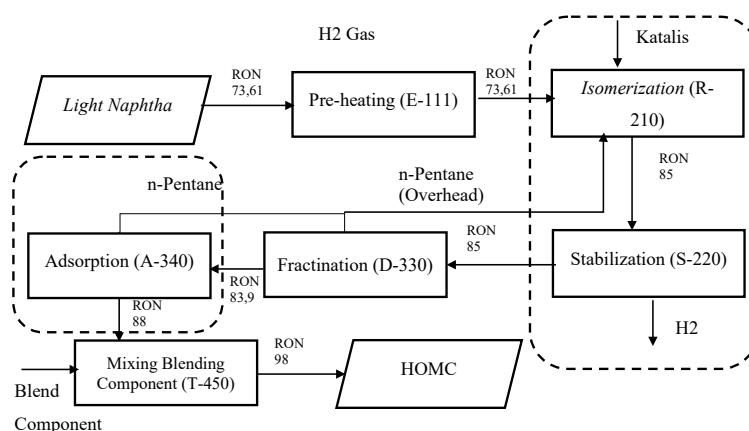 H2 Gas
Katalis
RON
73,61
RON
73,61
Light Naphtha
Pre-heating (E-111)
Isomerization (R-
210)
RON
85
n-Pentane
n-Pentane
(Overhead)
RON
85
Adsorption (A-340)
Fractination (D-330)
Stabilization (S-220)
RON
83,9
RON
88
H2
Mixing Blending
Component (T-450)
RON
98
HOMC
Blend
Component